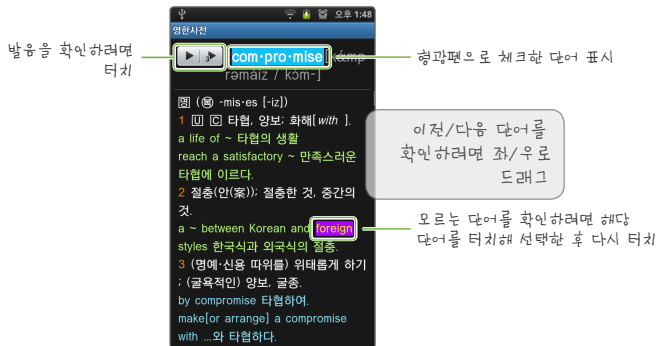 오후 1:48
영한사전
발음을 확인하려면
터치
com·pro·mise [kámp
rəmàiz / kɔ́m-]
형광펜으로 체크한 단어 표시
명 (복 -mis·es [-iz])
1 U C 타협, 양보; 화해[with ].
a life of ~ 타협의 생활
reach a satisfactory ~ 만족스러운
타협에 이르다.
이전/다음 단어를
확인하려면 좌/우로
드래그
2 절충(안(案)); 절충한 것, 중간의
것.
a ~ between Korean and foreign
styles 한국식과 외국식의 절충.
모르는 단어를 확인하려면 해당
단어를 터치해 선택한 후 다시 터치
3 (명예·신용 따위를) 위태롭게 하기
; (굴욕적인) 양보, 굴종.
by compromise 타협하여.
make[or arrange] a compromise
with ...와 타협하다.